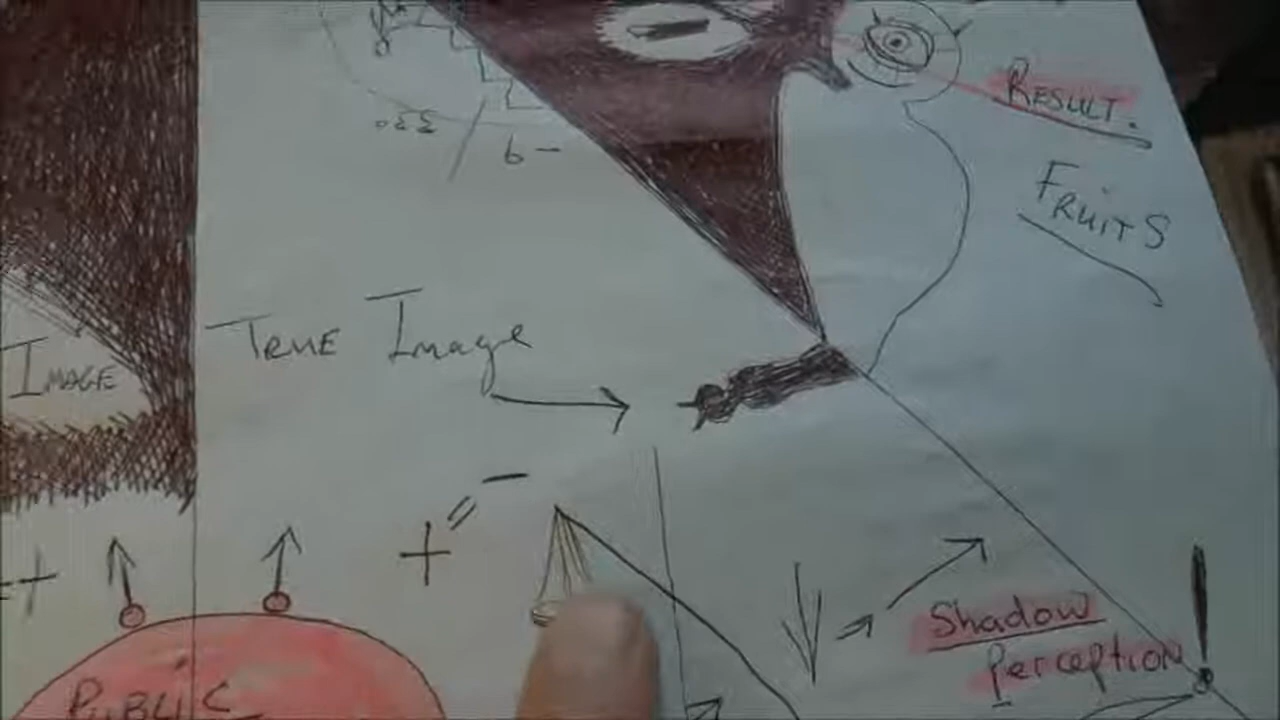 RESULT.
FRUITS
IMAGE
TRUE Image
Shadow
perception
PUBLIC